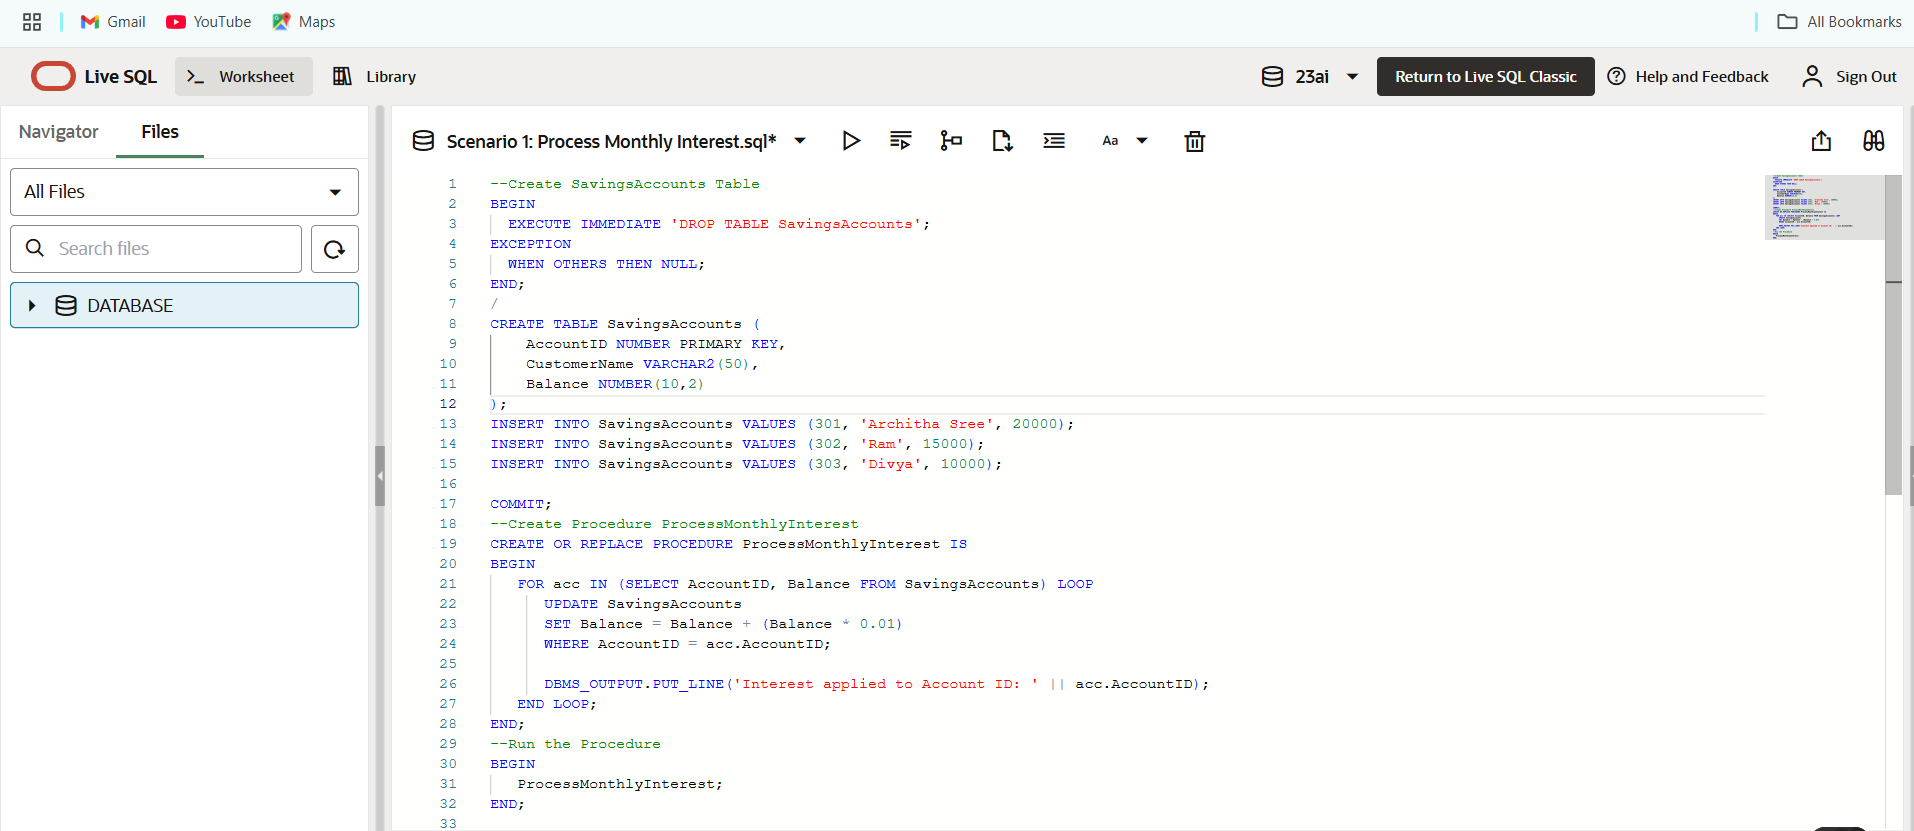 Gmail YouTube Maps All Bookmarks
Live SQL Worksheet Library 23ai Return to Live SQL Classic Help and Feedback Sign Out
Navigator Files
Scenario 1: Process Monthly Interest.sql* Aa
All Files
Search files
DATABASE
1 --Create SavingsAccounts Table
2 BEGIN
3 EXECUTE IMMEDIATE 'DROP TABLE SavingsAccounts';
4 EXCEPTION
5 WHEN OTHERS THEN NULL;
6 END;
7 /
8 CREATE TABLE SavingsAccounts (
9 AccountID NUMBER PRIMARY KEY,
10 CustomerName VARCHAR2(50),
11 Balance NUMBER(10,2)
12 );
13 INSERT INTO SavingsAccounts VALUES (301, 'Architha Sree', 20000);
14 INSERT INTO SavingsAccounts VALUES (302, 'Ram', 15000);
15 INSERT INTO SavingsAccounts VALUES (303, 'Divya', 10000);
16
17 COMMIT;
18 --Create Procedure ProcessMonthlyInterest
19 CREATE OR REPLACE PROCEDURE ProcessMonthlyInterest IS
20 BEGIN
21 FOR acc IN (SELECT AccountID, Balance FROM SavingsAccounts) LOOP
22 UPDATE SavingsAccounts
23 SET Balance = Balance + (Balance * 0.01)
24 WHERE AccountID = acc.AccountID;
25
26 DBMS_OUTPUT.PUT_LINE('Interest applied to Account ID: ' || acc.AccountID);
27 END LOOP;
28 END;
29 --Run the Procedure
30 BEGIN
31 ProcessMonthlyInterest;
32 END;
33